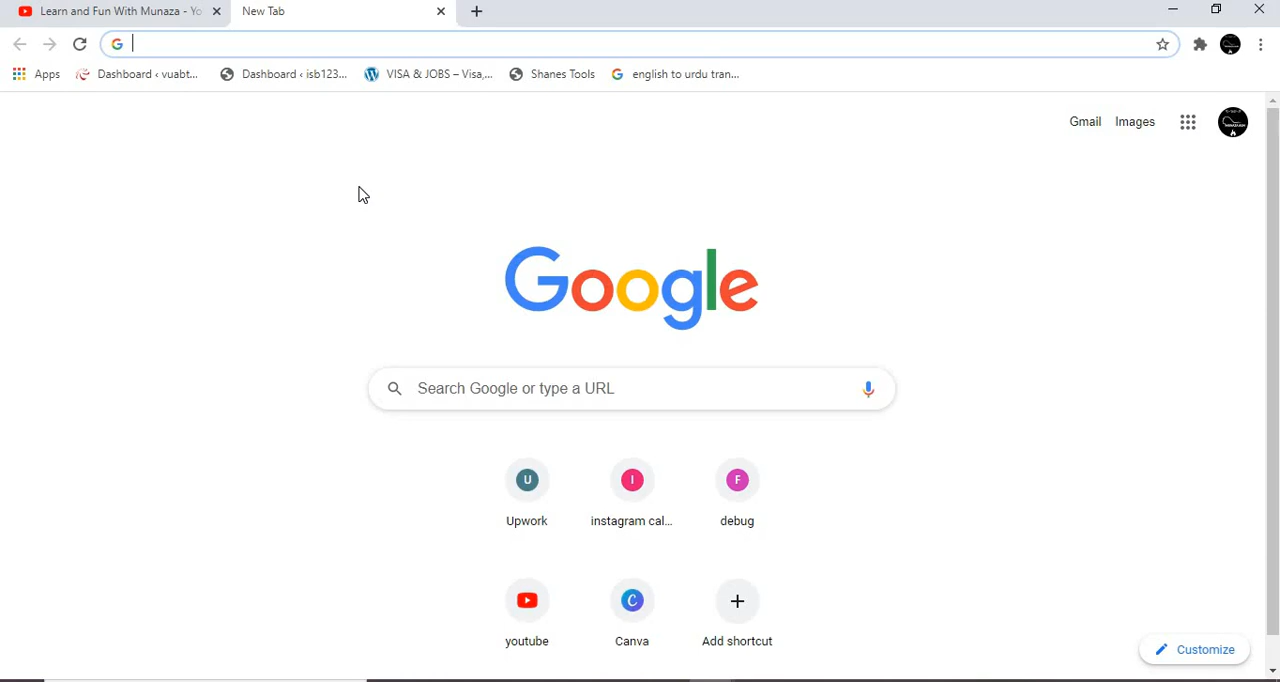 Learn and Fun With Munaza - Yo
New Tab
Apps
Dashboard ‹ vuabt...
Dashboard ‹ isb123...
VISA & JOBS – Visa,...
Shanes Tools
english to urdu tran...
Gmail
Images
Google
Search Google or type a URL
U
I
F
Upwork
instagram cal...
debug
C
youtube
Canva
Add shortcut
Customize